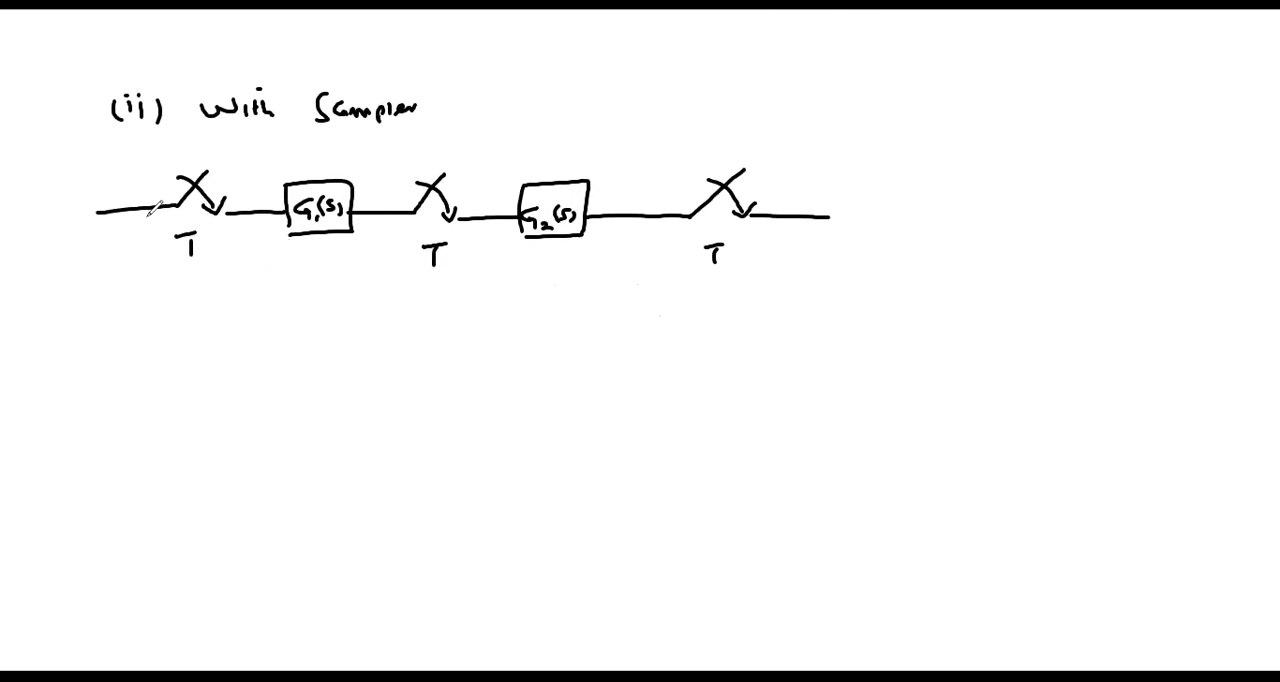 (ii) With Sampler
G₁(s) G₂(s)
T T T